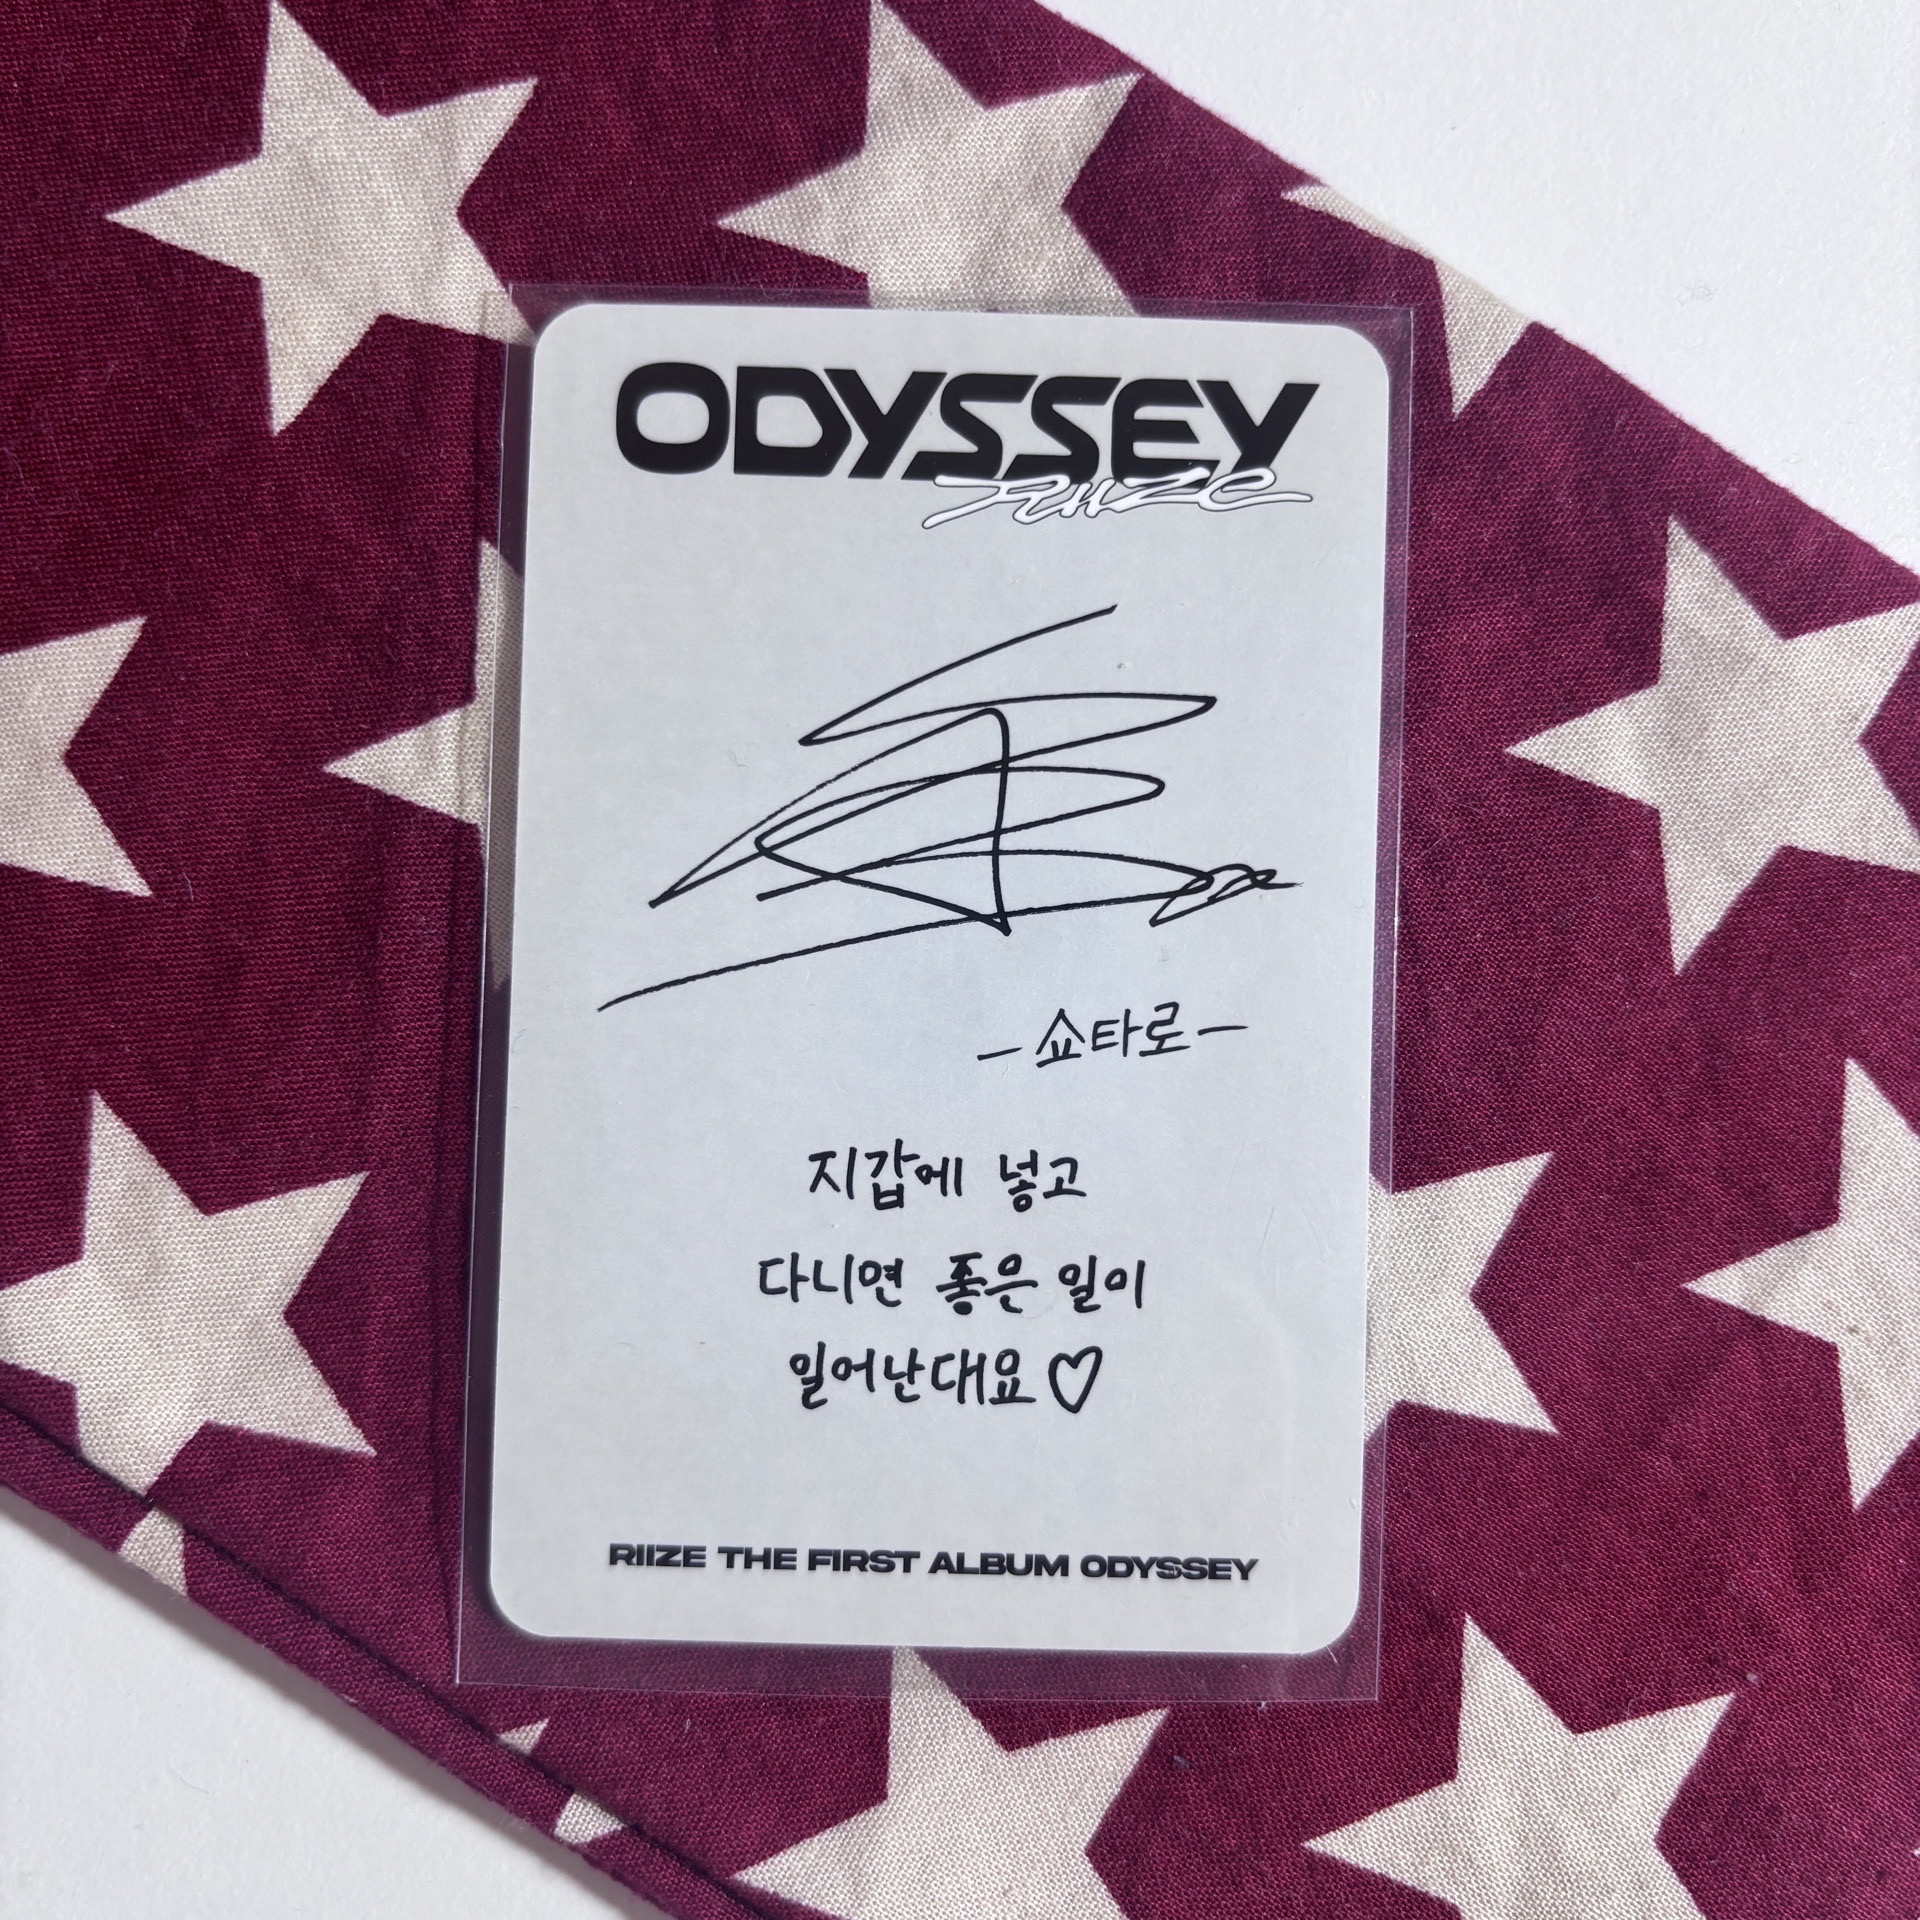 ODYSSEY
RIIZE
-쇼타로-
지갑에 넣고
다니면 좋은 일이
일어난대요♡
RIIZE THE FIRST ALBUM ODYSSEY